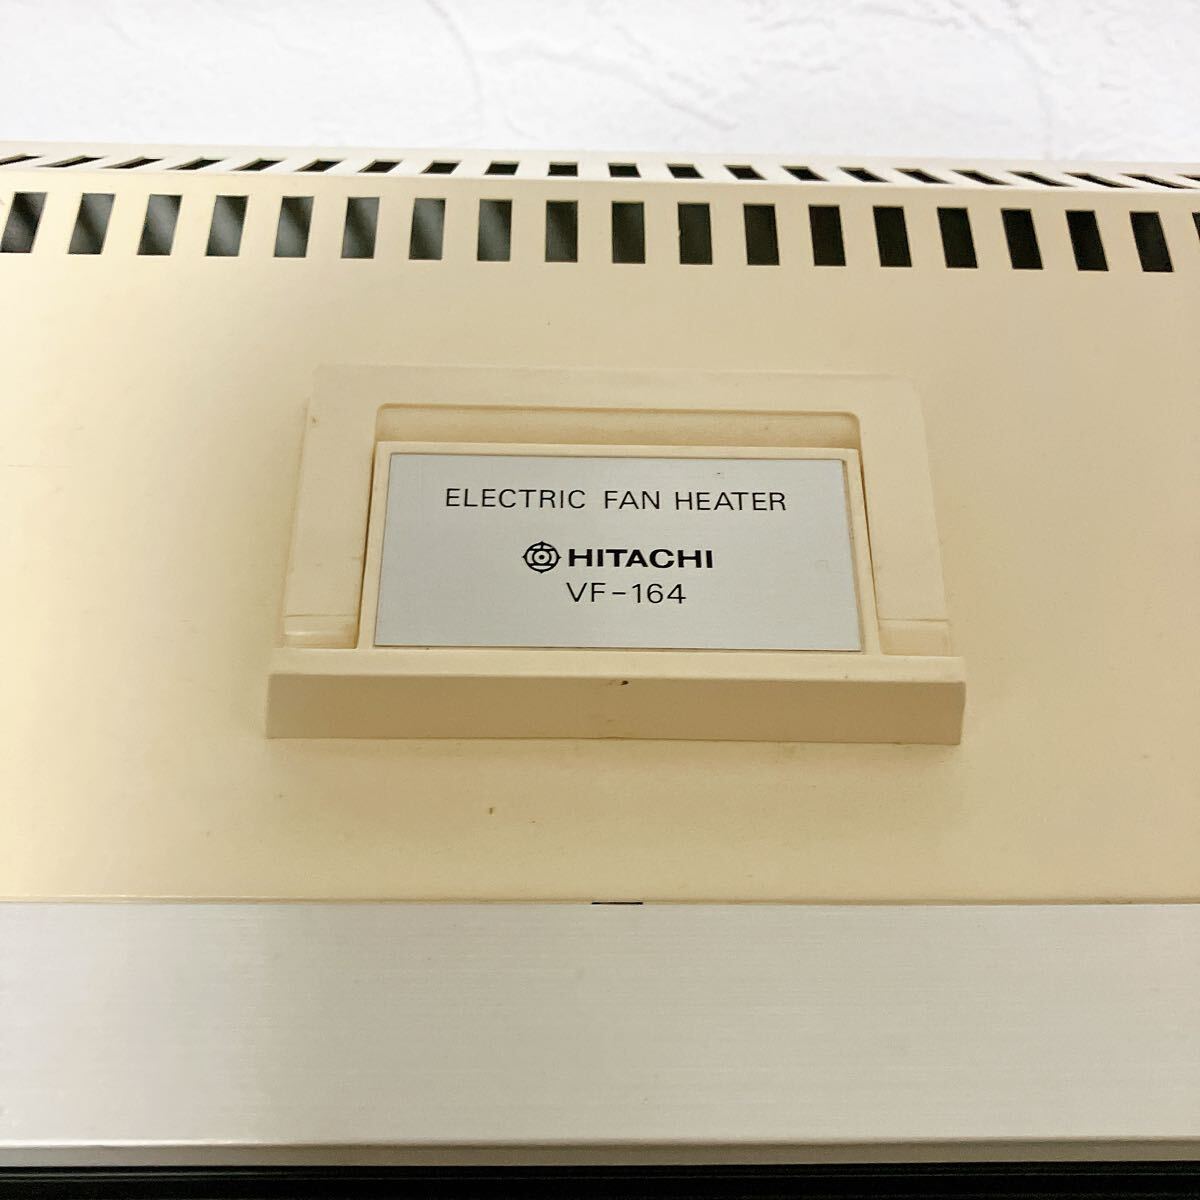 ELECTRIC FAN HEATER
HITACHI
VF-164